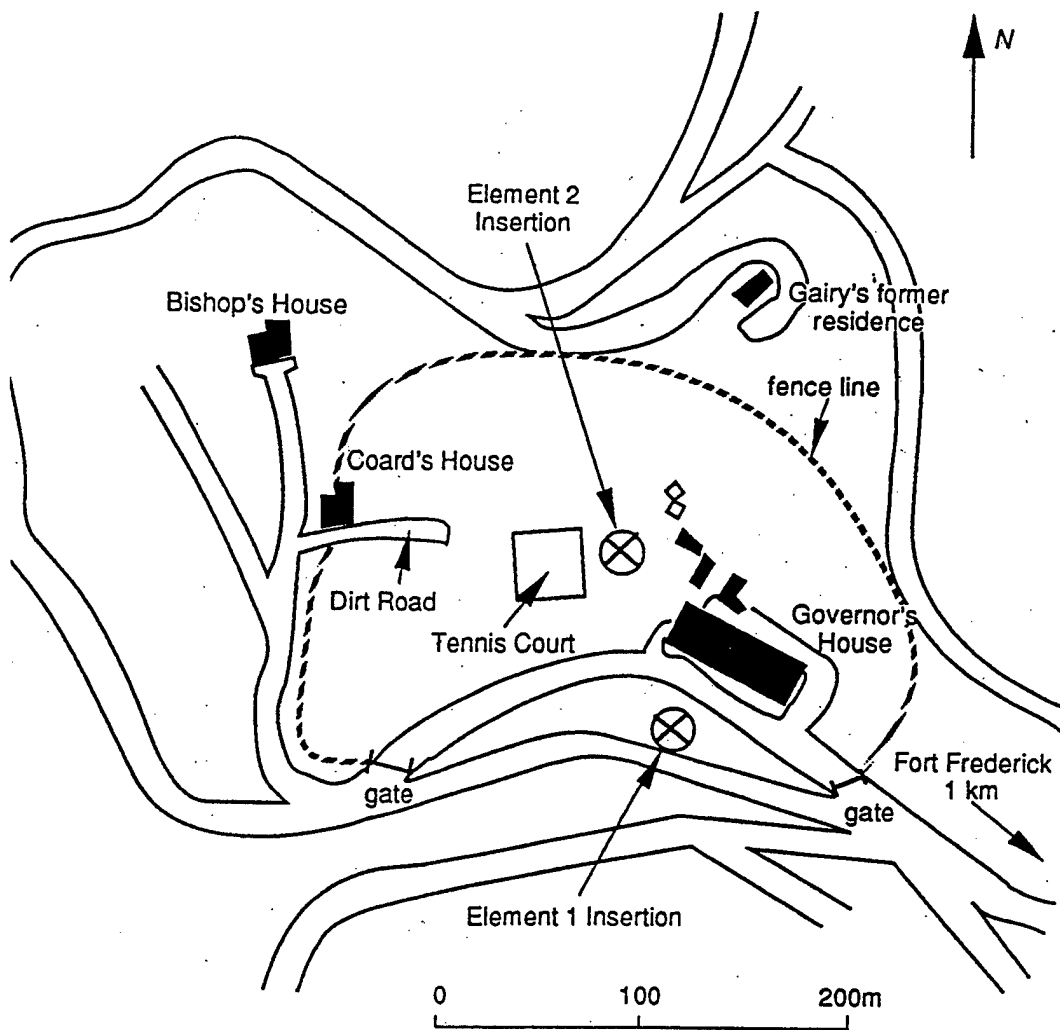 N
Element 2
Insertion
Bishop's House
Gairy's former
residence
fence line
Coard's House
Dirt Road
Tennis Court
Governor's
House
Fort Frederick
1 km
gate
gate
Element 1 Insertion
0 100 200m